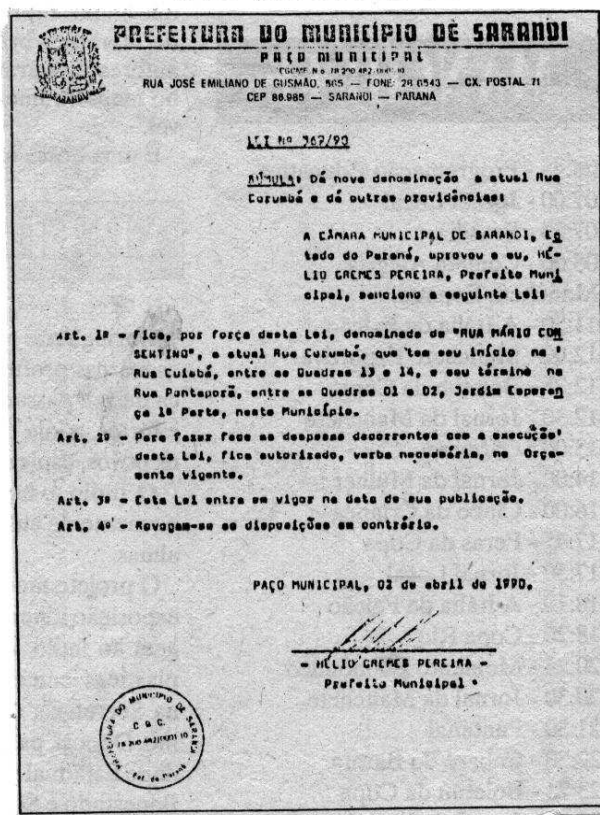 PREFEITURA DO MUNICÍPIO DE SARANDI
PAÇO MUNICIPAL
RUA JOSÉ EMILIANO DE GUSMÃO, 565 — FONE: 28-0543 — CX. POSTAL 71
CEP 86.985 — SARANDI — PARANÁ
LEI Nº 367/90
SÚMULA: Dá nova denominação a atual Rua
Corumbá e dá outras providências:
A CÂMARA MUNICIPAL DE SARANDI, Es
tado do Paraná, aprovou e eu, HÉ-
LIO GREMES PEREIRA, Prefeito Muni
cipal, sanciono a seguinte Lei:
Art. 1º - Fica, por força desta Lei, denominada de "RUA MÁRIO CON
SENTINO", a atual Rua Corumbá, que tem seu início na '
Rua Cuiabá, entre as Quadras 13 e 14, e seu término na
Rua Pontaporã, entre as Quadras 01 e 02, Jardim Esperan
ça 1ª Parte, neste Município.
Art. 2º - Para fazer face as despesas decorrentes com a execução'
desta Lei, fica autorizado, verba necessária, no Orça-
mento vigente.
Art. 3º - Esta Lei entra em vigor na data de sua publicação.
Art. 4º - Revogam-se as disposições em contrário.
PAÇO MUNICIPAL, 02 de abril de 1990.
- HÉLIO GREMES PEREIRA -
Prefeito Municipal
PREFEITURA DO MUNICÍPIO DE SARANDI
C. G. C.
Est. do Paraná